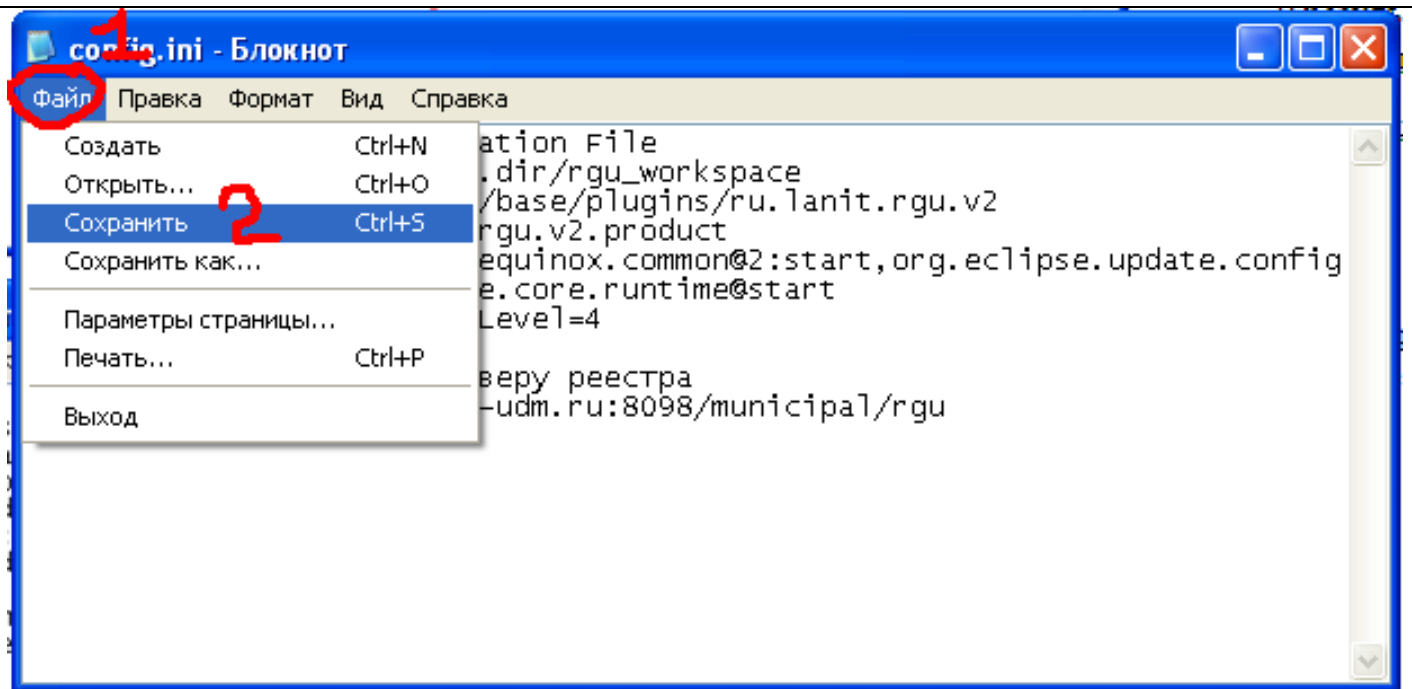 1
config.ini - Блокнот
Файл Правка Формат Вид Справка
Создать Ctrl+N
Открыть... Ctrl+O
2
Сохранить Ctrl+S
Сохранить как...
Параметры страницы...
Печать... Ctrl+P
Выход
ation File
.dir/rgu_workspace
/base/plugins/ru.lanit.rgu.v2
rgu.v2.product
equinox.common@2:start,org.eclipse.update.config
e.core.runtime@start
Level=4
веру реестра
-udm.ru:8098/municipal/rgu